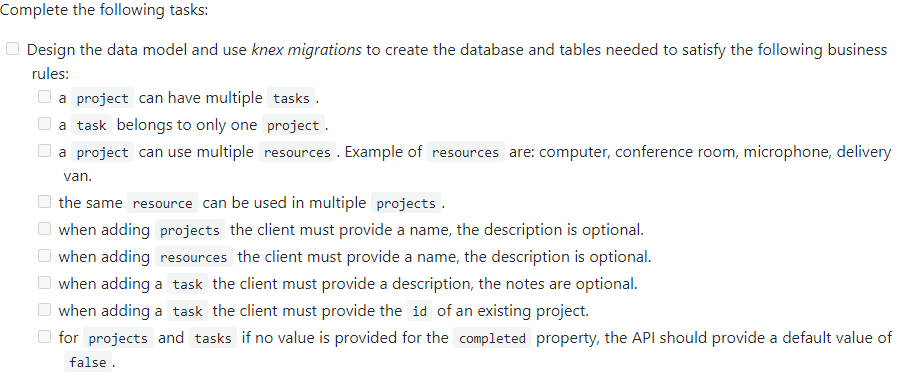 Complete the following tasks:
Design the data model and use knex migrations to create the database and tables needed to satisfy the following business
rules:
a project can have multiple tasks .
a task belongs to only one project .
a project can use multiple resources . Example of resources are: computer, conference room, microphone, delivery
van.
the same resource can be used in multiple projects .
when adding projects the client must provide a name, the description is optional.
when adding resources the client must provide a name, the description is optional.
when adding a task the client must provide a description, the notes are optional.
when adding a task the client must provide the id of an existing project.
for projects and tasks if no value is provided for the completed property, the API should provide a default value of
false .